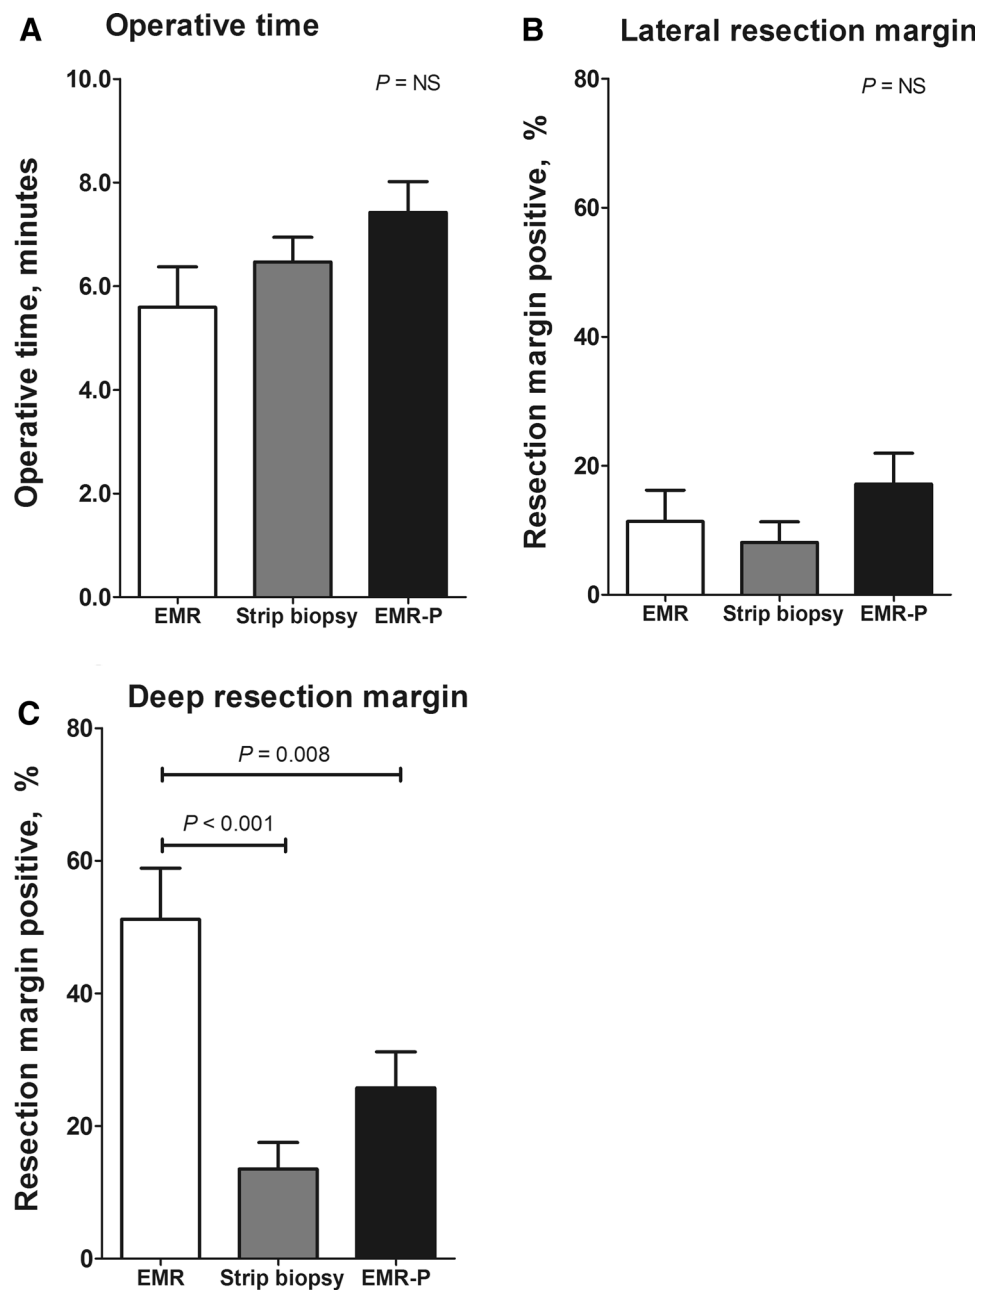 A
Operative time
Operative time, minutes
10.0
8.0
6.0
4.0
2.0
0.0
P = NS
EMR
Strip biopsy
EMR-P
B
Lateral resection margin
Resection margin positive, %
80
60
40
20
0
P = NS
EMR
Strip biopsy
EMR-P
C
Deep resection margin
Resection margin positive, %
80
60
40
20
0
P = 0.008
P < 0.001
EMR
Strip biopsy
EMR-P